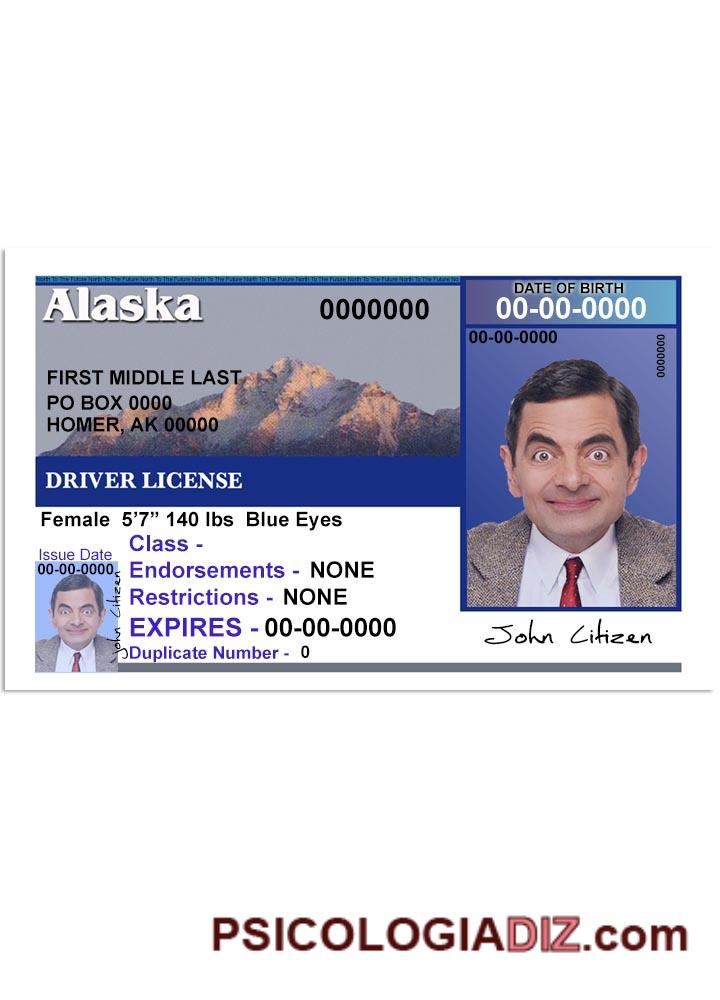 North To The Future North To The Future North To The Future North To The Future North To The Future North To The Future North To The Future No
Alaska
0000000
DATE OF BIRTH
00-00-0000
00-00-0000
0000000
FIRST MIDDLE LAST
PO BOX 0000
HOMER, AK 00000
DRIVER LICENSE
Female 5’7” 140 lbs Blue Eyes
Class -
Issue Date
00-00-0000
Endorsements - NONE
Restrictions - NONE
EXPIRES - 00-00-0000
Duplicate Number - 0
John Citizen
John Citizen
PSICOLOGIADIZ.com